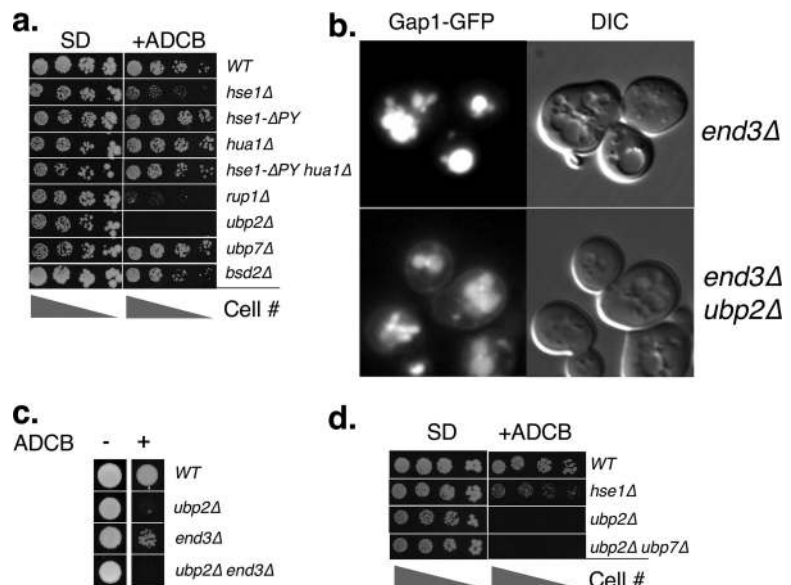 a.
SD +ADCB
WT
hse1Δ
hse1-ΔPY
hua1Δ
hse1-ΔPY hua1Δ
rup1Δ
ubp2Δ
ubp7Δ
bsd2Δ
Cell #
b.
Gap1-GFP DIC
end3Δ
end3Δ
ubp2Δ
c.
ADCB - +
WT
ubp2Δ
end3Δ
ubp2Δ end3Δ
d.
SD +ADCB
WT
hse1Δ
ubp2Δ
ubp2Δ ubp7Δ
Cell #